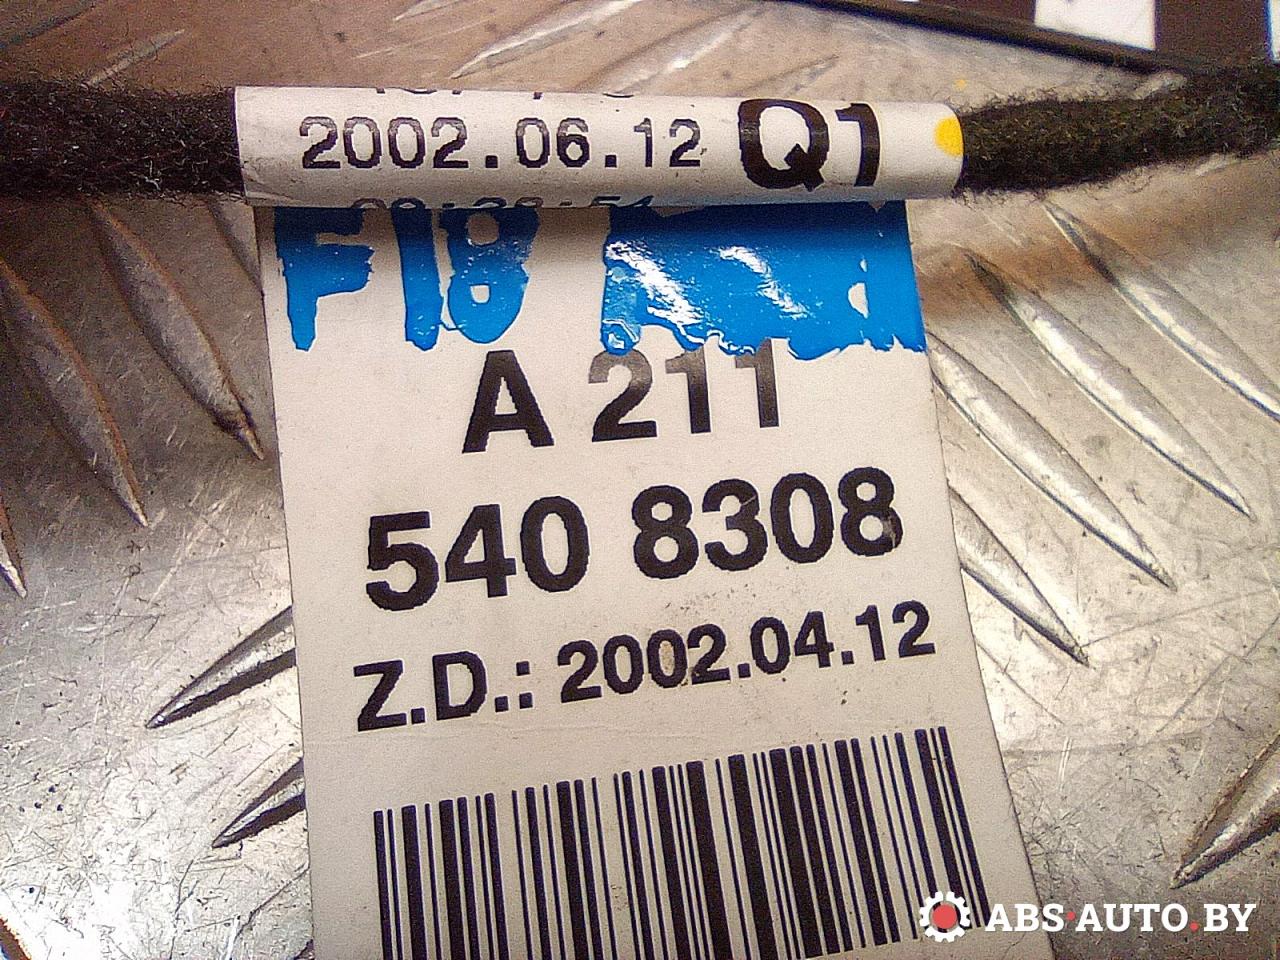 2002.06.12 Q1
F18
A 211
540 8308
Z.D.: 2002.04.12
ABS·AUTO.BY